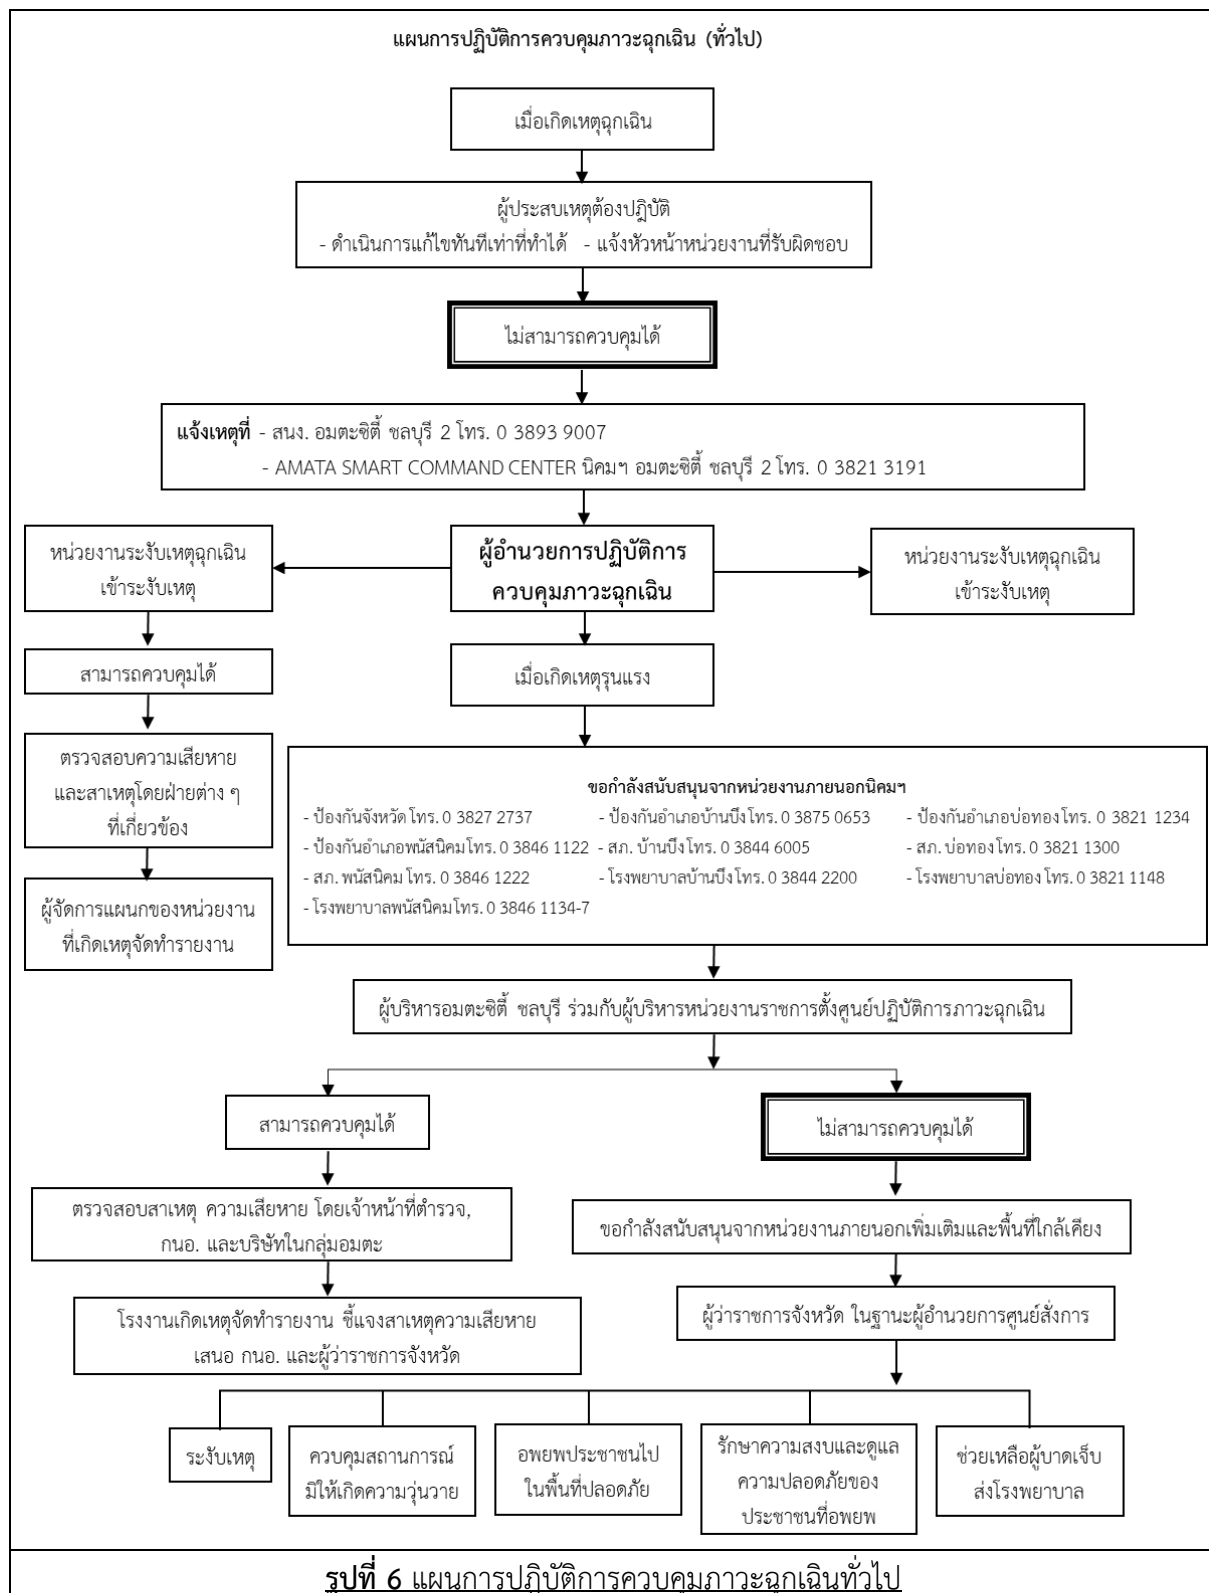 แผนการปฏิบัติการควบคุมภาวะฉุกเฉิน (ทั่วไป)
เมื่อเกิดเหตุฉุกเฉิน
ผู้ประสบเหตุต้องปฏิบัติ
- ดำเนินการแก้ไขทันทีเท่าที่ทำได้ - แจ้งหัวหน้าหน่วยงานที่รับผิดชอบ
ไม่สามารถควบคุมได้
แจ้งเหตุที่ - สนง. อมตะซิตี้ ชลบุรี 2 โทร. 0 3893 9007
- AMATA SMART COMMAND CENTER นิคมฯ อมตะซิตี้ ชลบุรี 2 โทร. 0 3821 3191
หน่วยงานระงับเหตุฉุกเฉิน
เข้าระงับเหตุ
ผู้อำนวยการปฏิบัติการ
ควบคุมภาวะฉุกเฉิน
หน่วยงานระงับเหตุฉุกเฉิน
เข้าระงับเหตุ
สามารถควบคุมได้
เมื่อเกิดเหตุรุนแรง
ตรวจสอบความเสียหาย
และสาเหตุโดยฝ่ายต่าง ๆ
ที่เกี่ยวข้อง
ผู้จัดการแผนกของหน่วยงาน
ที่เกิดเหตุจัดทำรายงาน
ขอกำลังสนับสนุนจากหน่วยงานภายนอกนิคมฯ
- ป้องกันจังหวัด โทร. 0 3827 2737 - ป้องกันอำเภอบ้านบึง โทร. 0 3875 0653 - ป้องกันอำเภอบ่อทอง โทร. 0 3821 1234
- ป้องกันอำเภอพนัสนิคม โทร. 0 3846 1122 - สภ. บ้านบึง โทร. 0 3844 6005 - สภ. บ่อทอง โทร. 0 3821 1300
- สภ. พนัสนิคม โทร. 0 3846 1222 - โรงพยาบาลบ้านบึง โทร. 0 3844 2200 - โรงพยาบาลบ่อทอง โทร. 0 3821 1148
- โรงพยาบาลพนัสนิคม โทร. 0 3846 1134-7
ผู้บริหารอมตะซิตี้ ชลบุรี ร่วมกับผู้บริหารหน่วยงานราชการตั้งศูนย์ปฏิบัติการภาวะฉุกเฉิน
สามารถควบคุมได้
ไม่สามารถควบคุมได้
ตรวจสอบสาเหตุ ความเสียหาย โดยเจ้าหน้าที่ตำรวจ,
กนอ. และบริษัทในกลุ่มอมตะ
ขอกำลังสนับสนุนจากหน่วยงานภายนอกเพิ่มเติมและพื้นที่ใกล้เคียง
โรงงานเกิดเหตุจัดทำรายงาน ชี้แจงสาเหตุความเสียหาย
เสนอ กนอ. และผู้ว่าราชการจังหวัด
ผู้ว่าราชการจังหวัด ในฐานะผู้อำนวยการศูนย์สั่งการ
ระงับเหตุ
ควบคุมสถานการณ์
มิให้เกิดความวุ่นวาย
อพยพประชาชนไป
ในพื้นที่ปลอดภัย
รักษาความสงบและดูแล
ความปลอดภัยของ
ประชาชนที่อพยพ
ช่วยเหลือผู้บาดเจ็บ
ส่งโรงพยาบาล
รูปที่ 6 แผนการปฏิบัติการควบคุมภาวะฉุกเฉินทั่วไป